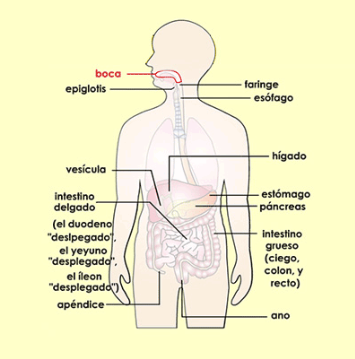 boca
epiglotis
faringe
esófago
vesícula
hígado
intestino
delgado
(el duodeno
"deslpegado",
el yeyuno
"desplegado",
el íleon
"desplegado")
apéndice
estómago
páncreas
intestino
grueso
(ciego,
colon, y
recto)
ano